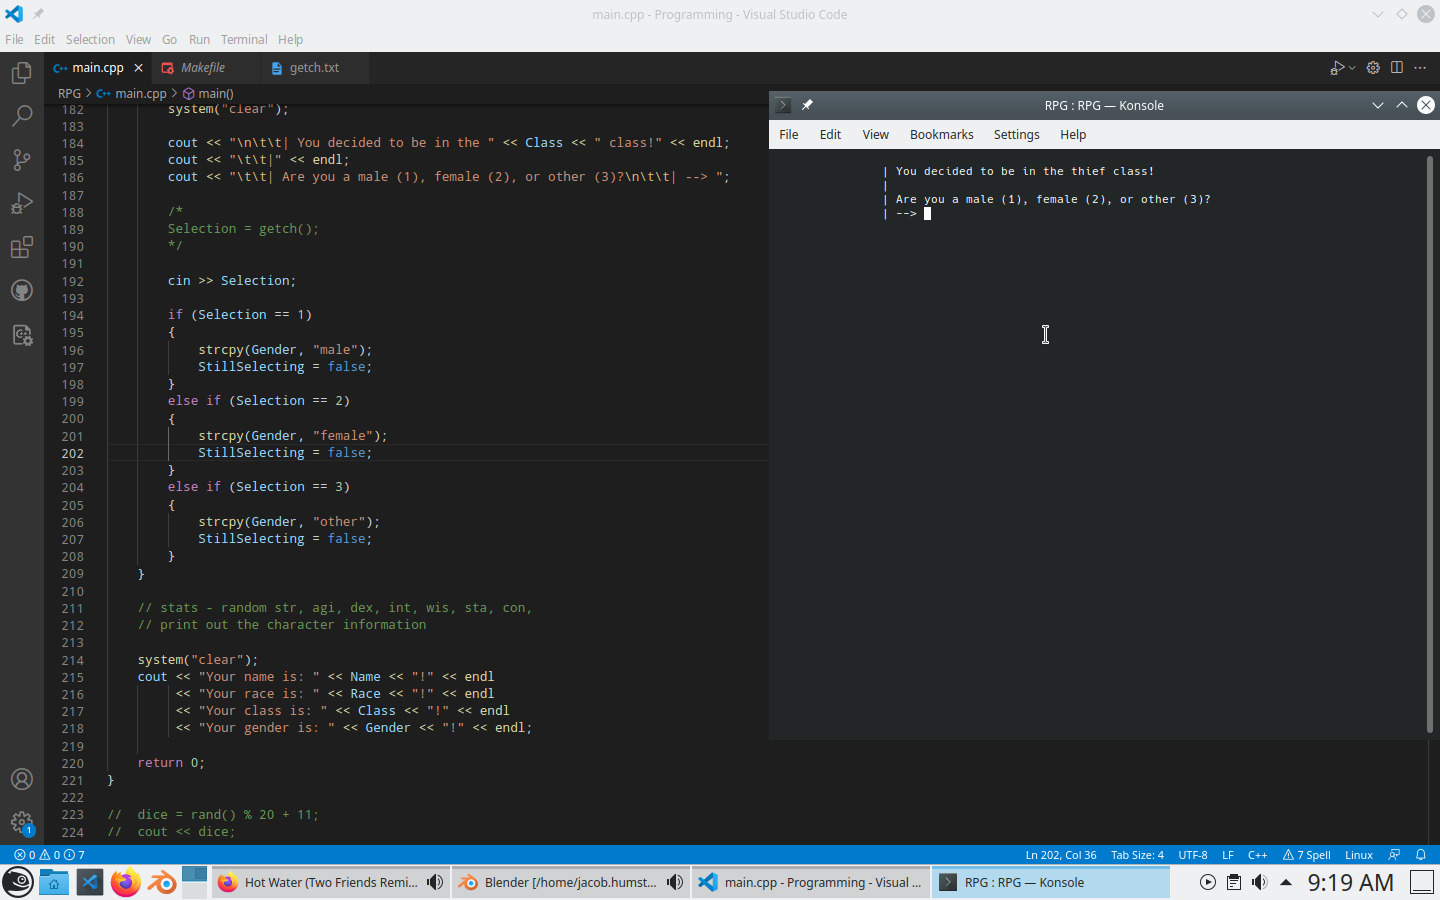 main.cpp - Programming - Visual Studio Code
File Edit Selection View Go Run Terminal Help
main.cpp Makefile getch.txt
RPG > main.cpp > main()
182 system("clear");
183
184 cout << "\n\t\t| You decided to be in the " << Class << " class!" << endl;
185 cout << "\t\t|" << endl;
186 cout << "\t\t| Are you a male (1), female (2), or other (3)?\n\t\t| --> ";
187
188 /*
189 Selection = getch();
190 */
191
192 cin >> Selection;
193
194 if (Selection == 1)
195 {
196 strcpy(Gender, "male");
197 StillSelecting = false;
198 }
199 else if (Selection == 2)
200 {
201 strcpy(Gender, "female");
202 StillSelecting = false;
203 }
204 else if (Selection == 3)
205 {
206 strcpy(Gender, "other");
207 StillSelecting = false;
208 }
209 }
210
211 // stats - random str, agi, dex, int, wis, sta, con,
212 // print out the character information
213
214 system("clear");
215 cout << "Your name is: " << Name << "!" << endl
216 << "Your race is: " << Race << "!" << endl
217 << "Your class is: " << Class << "!" << endl
218 << "Your gender is: " << Gender << "!" << endl;
219
220 return 0;
221 }
222
223 // dice = rand() % 20 + 11;
224 // cout << dice;
RPG : RPG — Konsole
File Edit View Bookmarks Settings Help
| You decided to be in the thief class!
|
| Are you a male (1), female (2), or other (3)?
| -->
1
0 0 7 Ln 202, Col 36 Tab Size: 4 UTF-8 LF C++ 7 Spell Linux
Hot Water (Two Friends Remi... Blender [/home/jacob.humst... main.cpp - Programming - Visual ... RPG : RPG — Konsole 9:19 AM